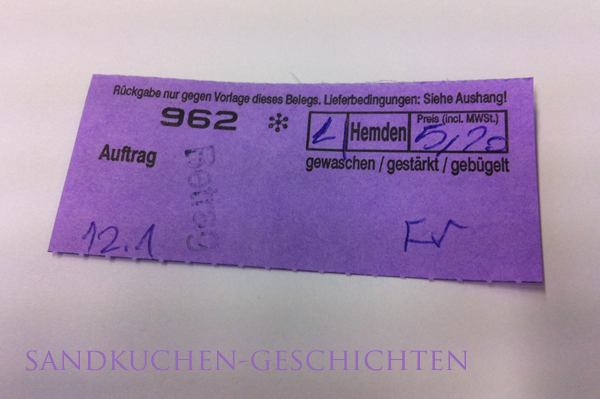 Rückgabe nur gegen Vorlage dieses Belegs. Lieferbedingungen: Siehe Aushang!
962 * Hemden Preis (incl. MWSt.) 5,20
Auftrag gewaschen / gestärkt / gebügelt
12.1 Fr
SANDKUCHEN-GESCHICHTEN